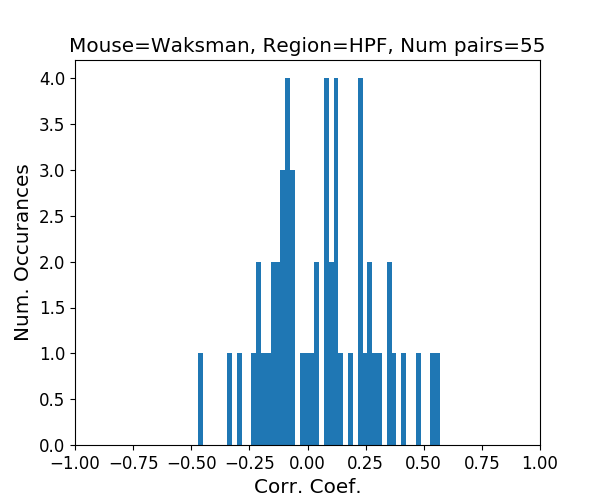 Mouse=Waksman, Region=HPF, Num pairs=55
4.0
3.5
3.0
2.5
2.0
1.5
1.0
0.5
0.0
Num. Occurances
−1.00 −0.75 −0.50 −0.25 0.00 0.25 0.50 0.75 1.00
Corr. Coef.